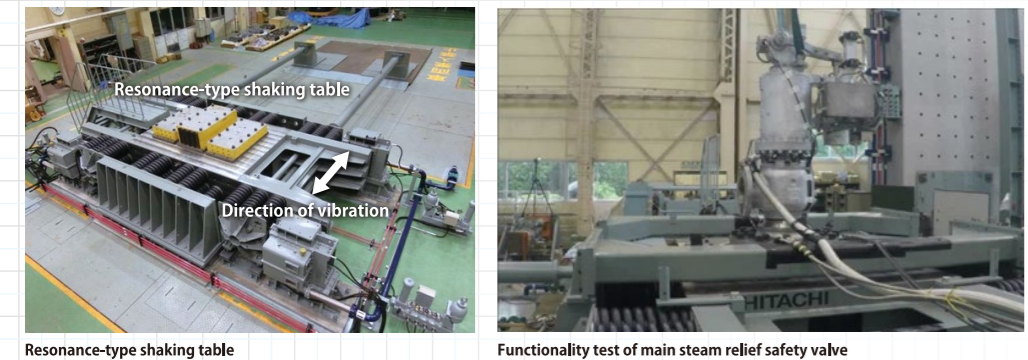 Resonance-type shaking table
Direction of vibration
HITACHI
Resonance-type shaking table
Functionality test of main steam relief safety valve